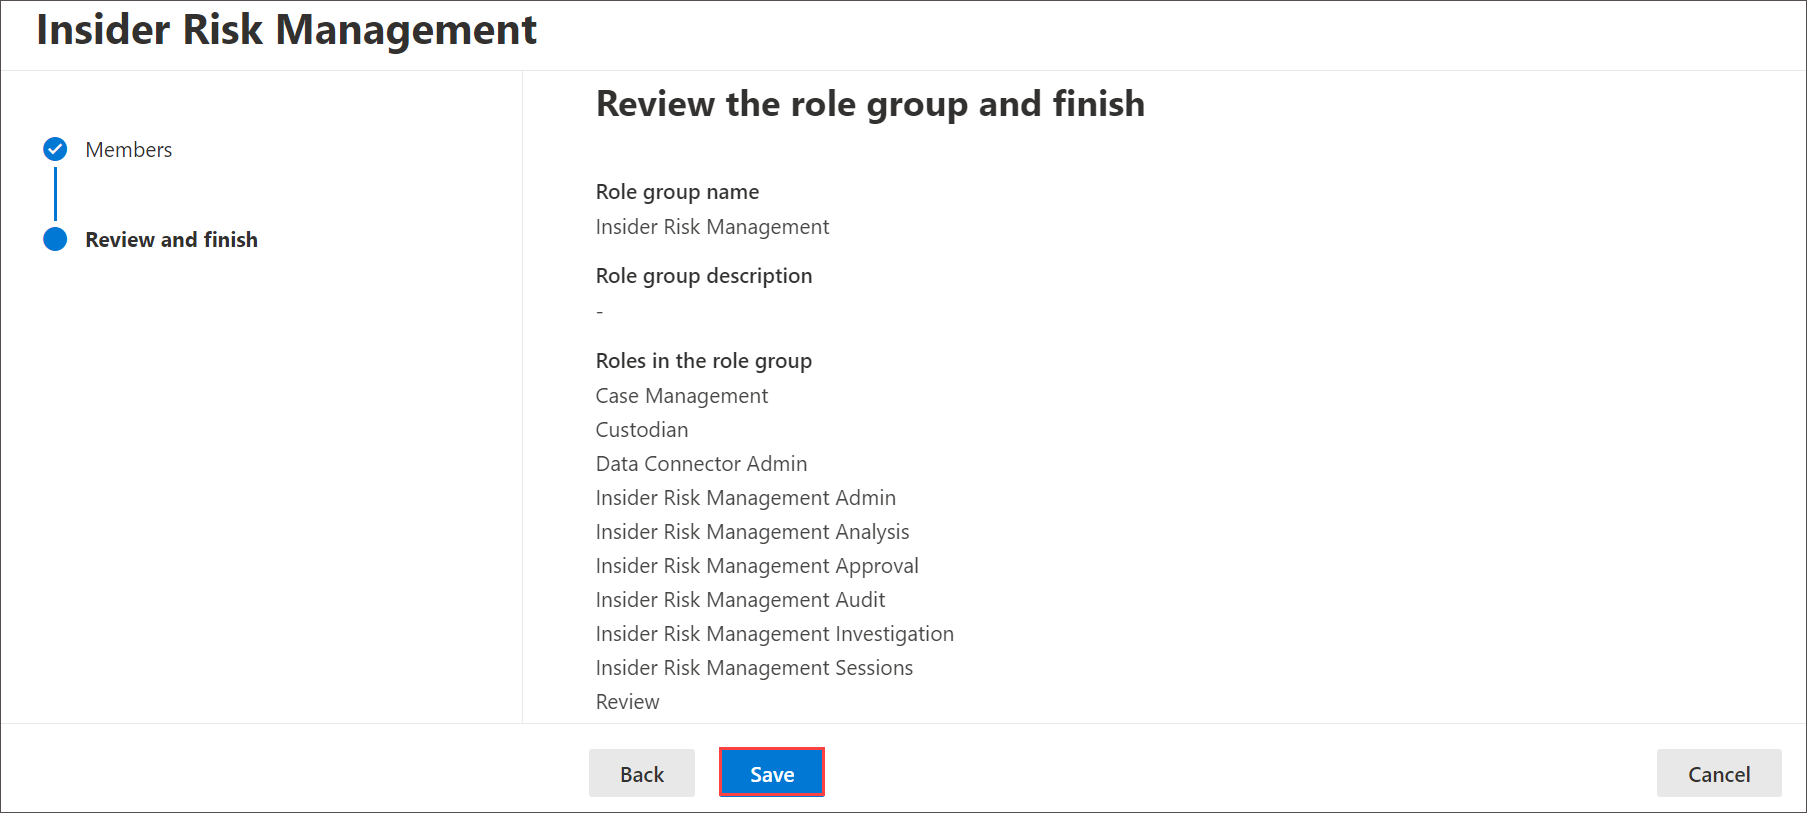 Insider Risk Management
Members
Review and finish
Review the role group and finish
Role group name
Insider Risk Management
Role group description
-
Roles in the role group
Case Management
Custodian
Data Connector Admin
Insider Risk Management Admin
Insider Risk Management Analysis
Insider Risk Management Approval
Insider Risk Management Audit
Insider Risk Management Investigation
Insider Risk Management Sessions
Review
Back
Save
Cancel